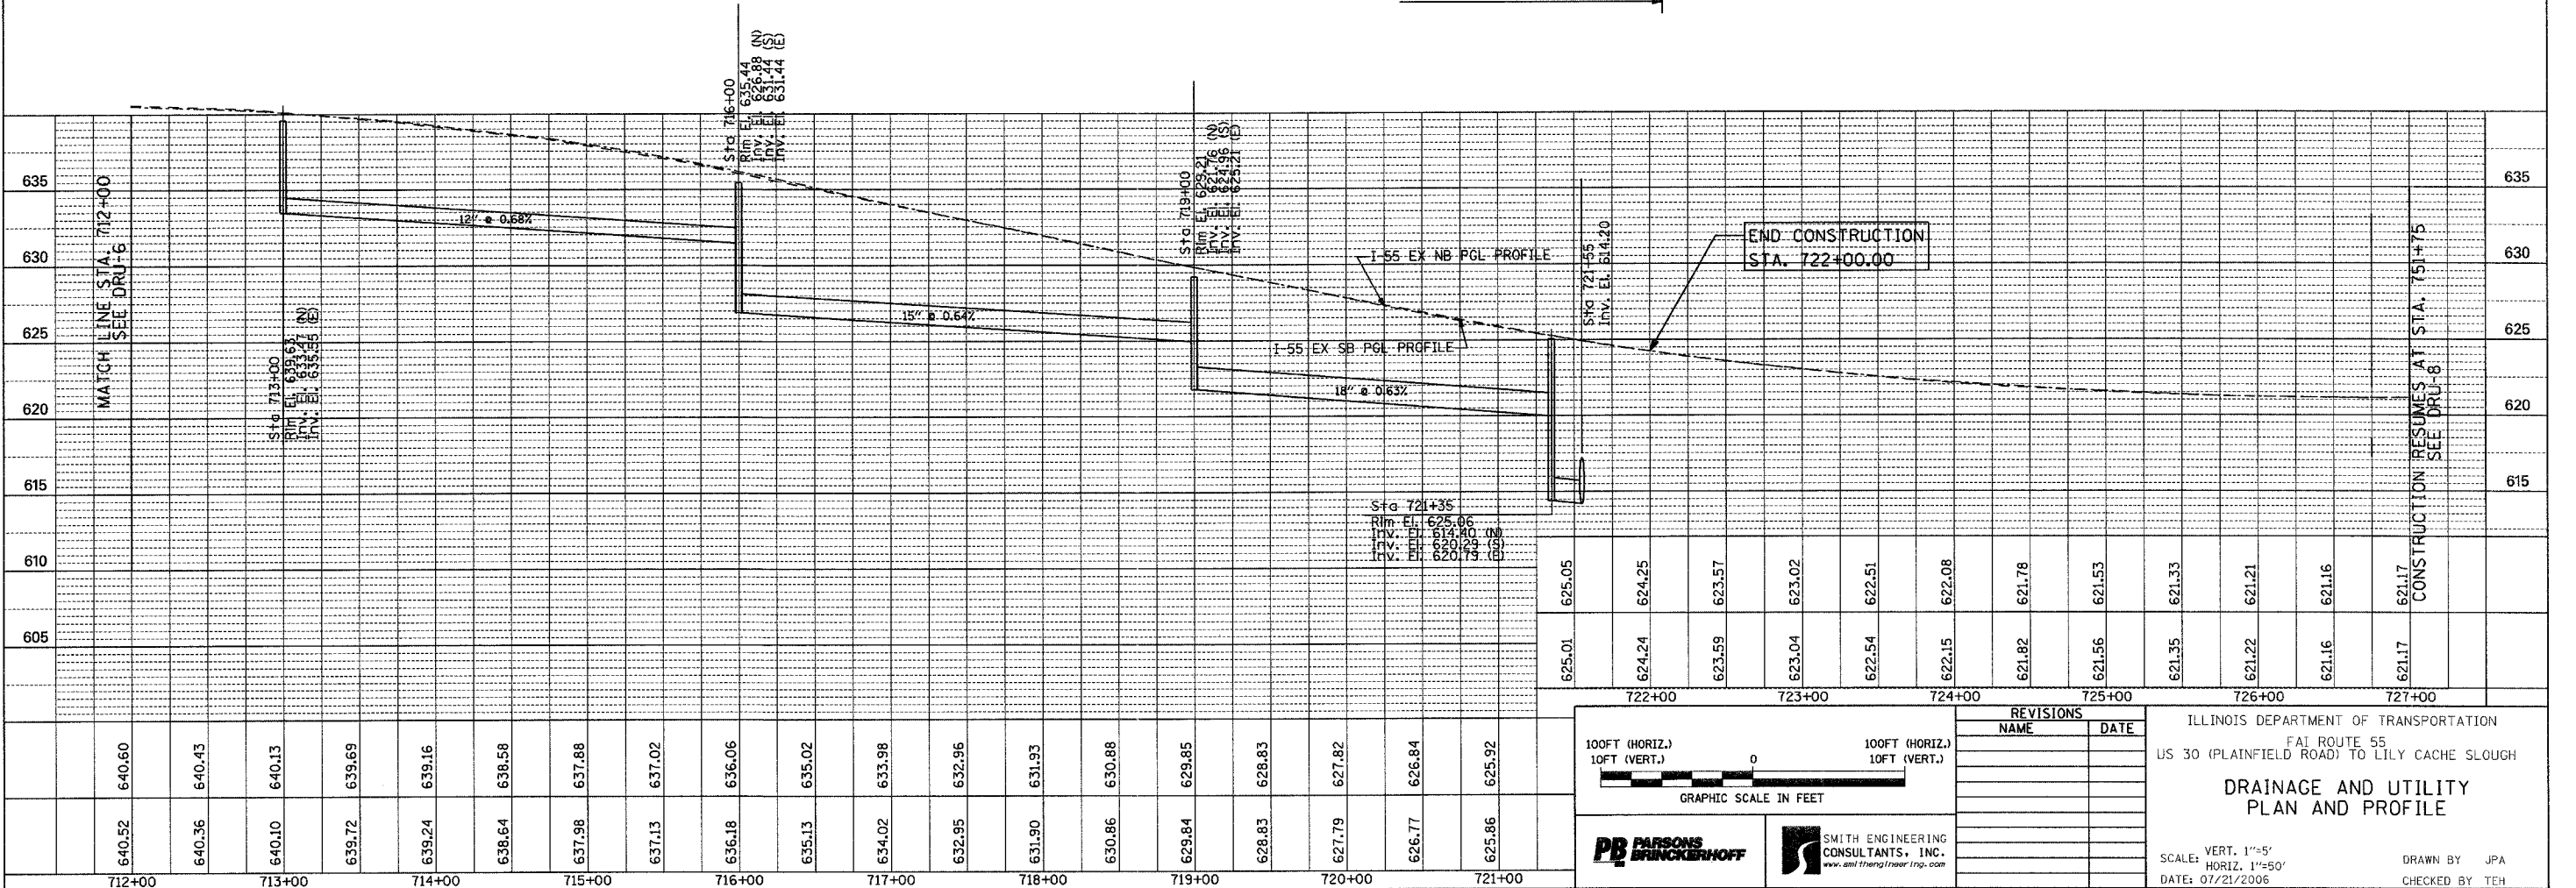 Sta 716+00
Rim El. 635.44
Inv. El. 626.88 (N)
Inv. El. 631.44 (S)
Inv. El. 631.44 (E)
Sta 719+00
Rim El. 629.21
Inv. El. 621.76 (N)
Inv. El. 624.96 (S)
Inv. El. 625.21 (E)
635
630
625
620
615
610
605
MATCH LINE STA. 712+00
SEE DRU-6
12" @ 0.68%
15" @ 0.64%
18" @ 0.63%
Sta 713+00
Rim El. 639.63
Inv. El. 633.47 (N)
Inv. El. 635.55 (E)
I-55 EX NB PGL PROFILE
I-55 EX SB PGL PROFILE
Sta 721+55
Inv. El. 614.20
END CONSTRUCTION
STA. 722+00.00
Sta 721+35
Rim El. 625.06
Inv. El. 614.40 (N)
Inv. El. 620.29 (S)
Inv. El. 620.79 (E)
635
630
625
620
615
CONSTRUCTION RESUMES AT STA. 751+75
SEE DRU-8
625.05 624.25 623.57 623.02 622.51 622.08 621.78 621.53 621.33 621.21 621.16 621.17
625.01 624.24 623.59 623.04 622.54 622.15 621.82 621.56 621.35 621.22 621.16 621.17
722+00 723+00 724+00 725+00 726+00 727+00
640.60 640.43 640.13 639.69 639.16 638.58 637.88 637.02 636.06 635.02 633.98 632.96 631.93 630.88 629.85 628.83 627.82 626.84 625.92
640.52 640.36 640.10 639.72 639.24 638.64 637.98 637.13 636.18 635.13 634.02 632.95 631.90 630.86 629.84 628.83 627.79 626.77 625.86
712+00 713+00 714+00 715+00 716+00 717+00 718+00 719+00 720+00 721+00
100FT (HORIZ.) 100FT (HORIZ.)
10FT (VERT.) 0 10FT (VERT.)
GRAPHIC SCALE IN FEET
PB PARSONS
BRINCKERHOFF
SMITH ENGINEERING
CONSULTANTS, INC.
www.smithengineering.com
REVISIONS
NAME DATE
ILLINOIS DEPARTMENT OF TRANSPORTATION
FAI ROUTE 55
US 30 (PLAINFIELD ROAD) TO LILY CACHE SLOUGH
DRAINAGE AND UTILITY
PLAN AND PROFILE
SCALE: VERT. 1"=5'
HORIZ. 1"=50'
DATE: 07/21/2006
DRAWN BY JPA
CHECKED BY TEH